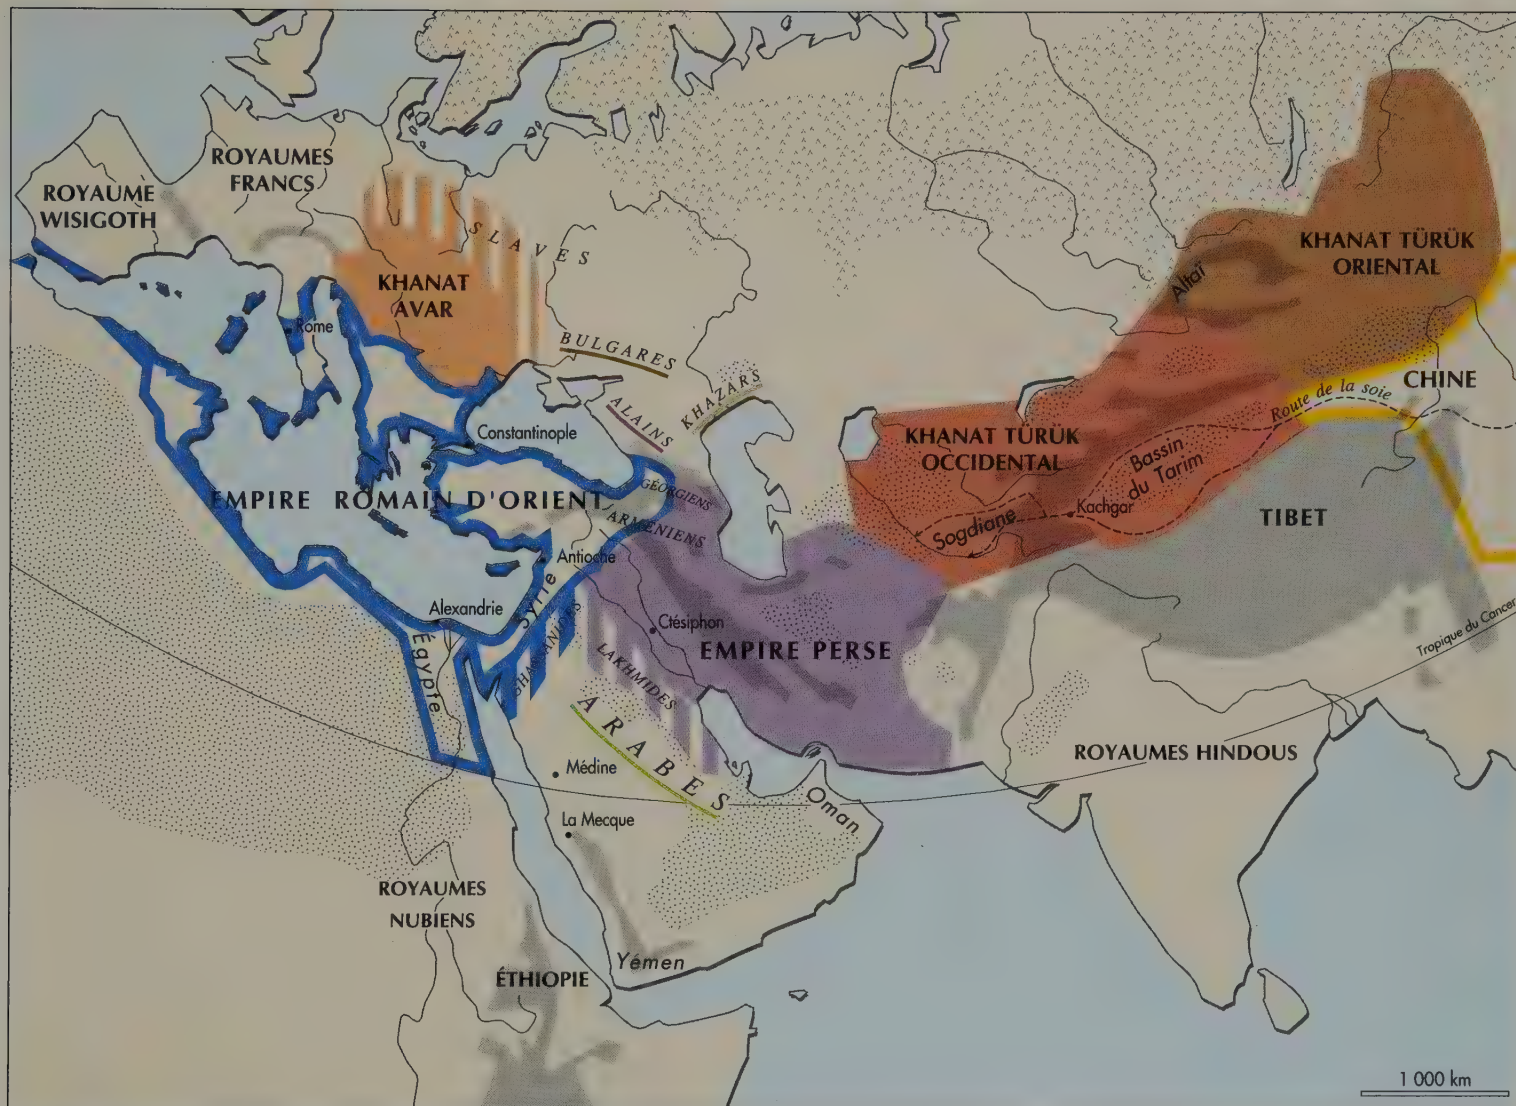 ROYAUMES
FRANCS
ROYAUME
WISIGOTH
SLAVES
KHANAT
AVAR
KHANAT TÜRÜK
ORIENTAL
Altaï
Rome
BULGARES
KHAZARS
ALAINS
CHINE
Route de la soie
Constantinople
KHANAT TÜRÜK
OCCIDENTAL
Bassin
du Tarim
Kachgar
EMPIRE ROMAIN D'ORIENT
GÉORGIENS
ARMÉNIENS
Sogdiane
TIBET
Antioche
Syrie
Alexandrie
Égypte
GHASSANIDES
LAKHMIDES
Ctésiphon
EMPIRE PERSE
Tropique du Cancer
ARABES
ROYAUMES HINDOUS
Médine
La Mecque
Oman
ROYAUMES
NUBIENS
Yémen
ÉTHIOPIE
1 000 km